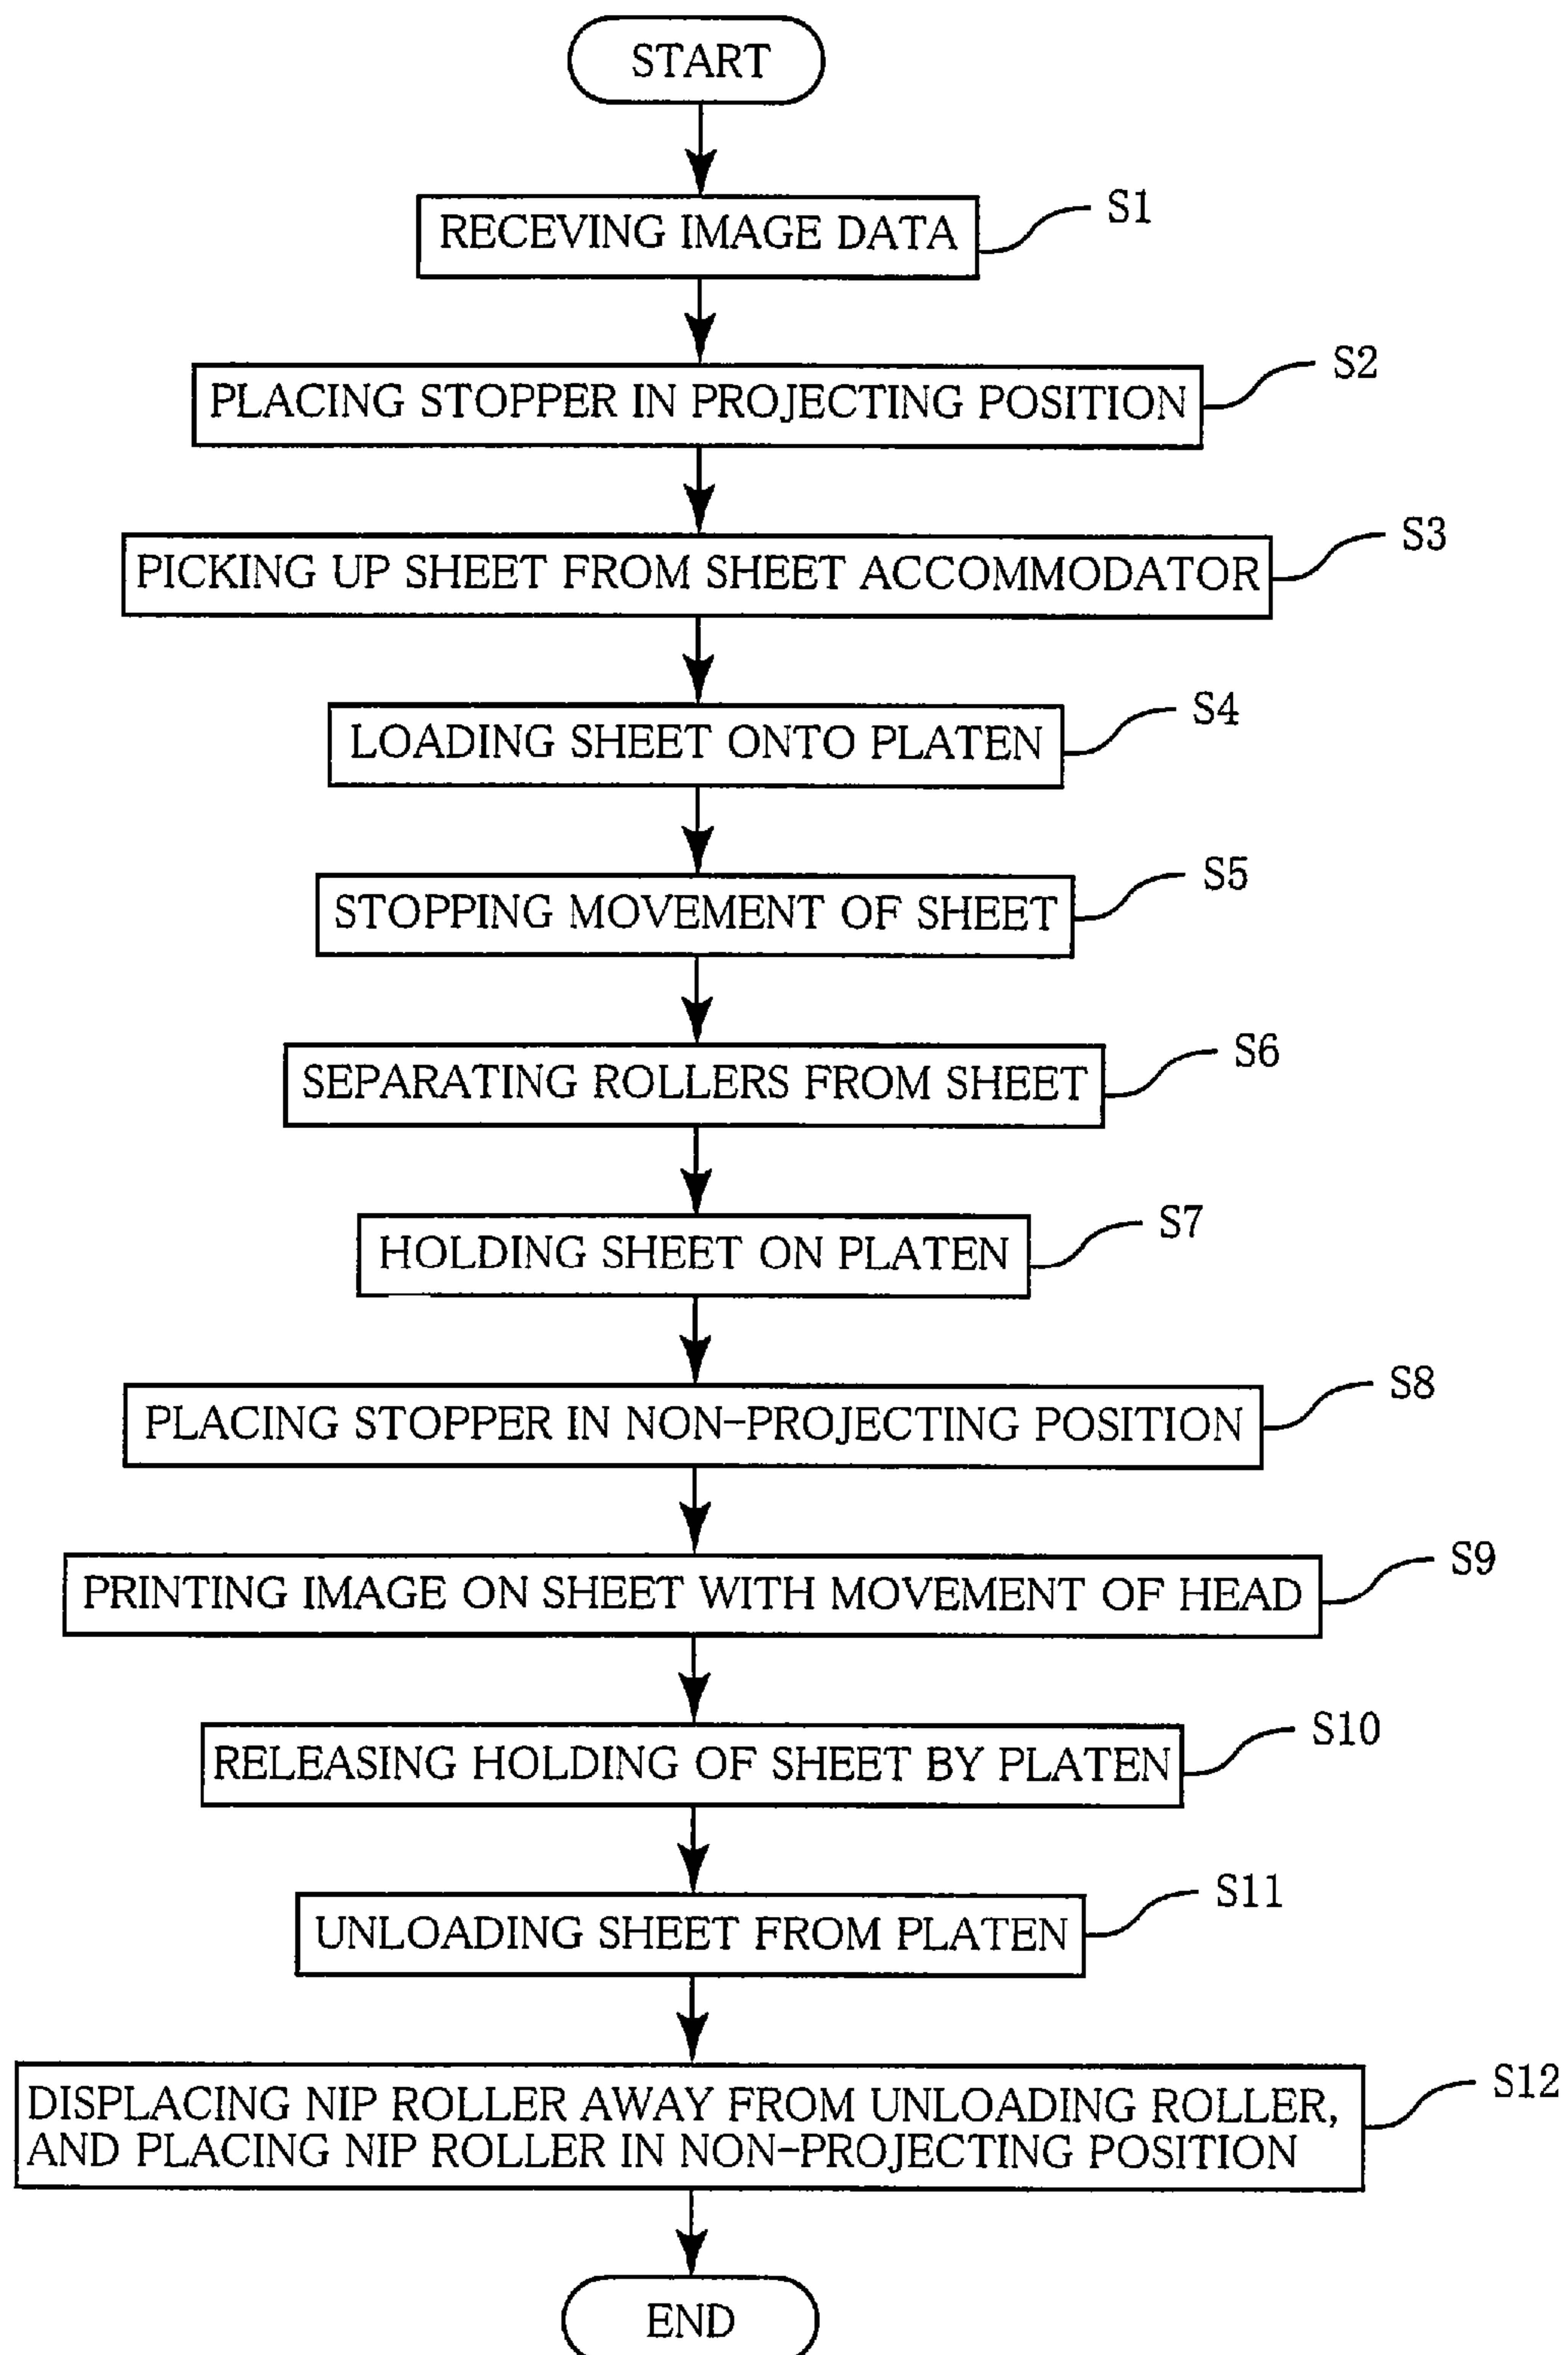 START
RECEVING IMAGE DATA
S1
PLACING STOPPER IN PROJECTING POSITION
S2
PICKING UP SHEET FROM SHEET ACCOMMODATOR
S3
LOADING SHEET ONTO PLATEN
S4
STOPPING MOVEMENT OF SHEET
S5
SEPARATING ROLLERS FROM SHEET
S6
HOLDING SHEET ON PLATEN
S7
PLACING STOPPER IN NON-PROJECTING POSITION
S8
PRINTING IMAGE ON SHEET WITH MOVEMENT OF HEAD
S9
RELEASING HOLDING OF SHEET BY PLATEN
S10
UNLOADING SHEET FROM PLATEN
S11
DISPLACING NIP ROLLER AWAY FROM UNLOADING ROLLER,
AND PLACING NIP ROLLER IN NON-PROJECTING POSITION
S12
END